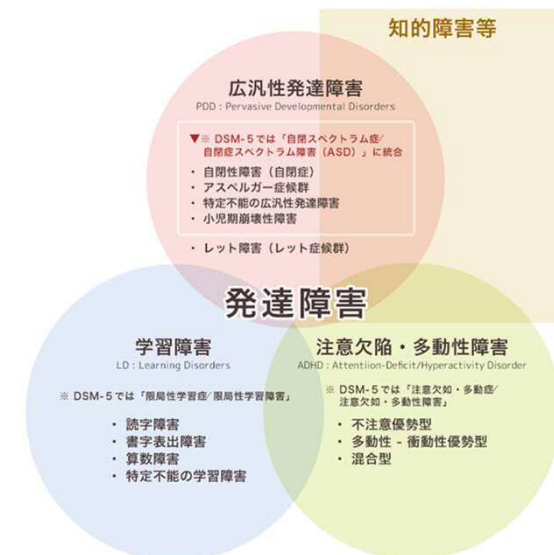 知的障害等
広汎性発達障害
PDD : Pervasive Developmental Disorders
▼※ DSM-5では「自閉スペクトラム症/
自閉症スペクトラム障害（ASD）」に統合
・ 自閉性障害（自閉症）
・ アスペルガー症候群
・ 特定不能の広汎性発達障害
・ 小児期崩壊性障害
・ レット障害（レット症候群）
発達障害
学習障害
LD : Learning Disorders
※ DSM-5では「限局性学習症/限局性学習障害」
・ 読字障害
・ 書字表出障害
・ 算数障害
・ 特定不能の学習障害
注意欠陥・多動性障害
ADHD : Attentiion-Deficit/Hyperactivity Disorder
※ DSM-5では「注意欠如・多動症/
注意欠如・多動性障害」
・ 不注意優勢型
・ 多動性 - 衝動性優勢型
・ 混合型